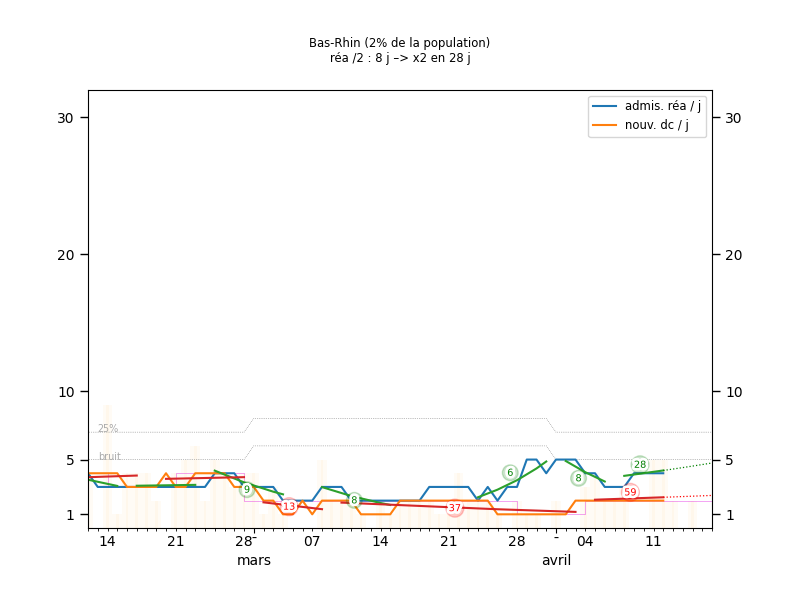 Bas-Rhin (2% de la population)
réa /2 : 8 j –> x2 en 28 j
admis. réa / j
nouv. dc / j
30 30
20 20
10 10
25%
bruit
5 5
1 1
9
13
8
37
6
8
28
59
14 21 28 07 14 21 28 04 11
mars avril